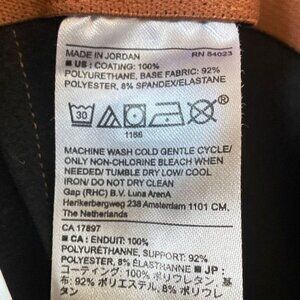 MADE IN JORDAN RN 54023
■ US : COATING: 100%
POLYURETHANE, BASE FABRIC: 92%
POLYESTER, 8% SPANDEX/ELASTANE
30
1166
MACHINE WASH COLD GENTLE CYCLE/
ONLY NON-CHLORINE BLEACH WHEN
NEEDED/TUMBLE DRY LOW/ COOL
IRON/ DO NOT DRY CLEAN
Gap (RHC) B.V. Luna ArenA
Herikerbergweg 238 Amsterdam 1101 CM.
The Netherlands
CA 17897
■ CA : ENDUIT: 100%
POLYURÉTHANNE, SUPPORT: 92%
POLYESTER, 8% ÉLASTHANNE ■ JP :
コーティング: 100% ポリウレタン, 基
布: 92% ポリエステル, 8% ポリウレ
タン